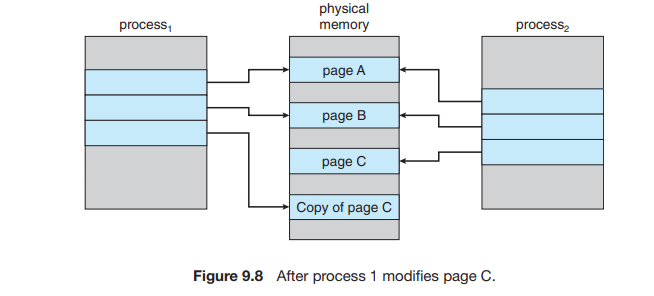 physical
memory
process₁
process₂
page A
page B
page C
Copy of page C
Figure 9.8 After process 1 modifies page C.